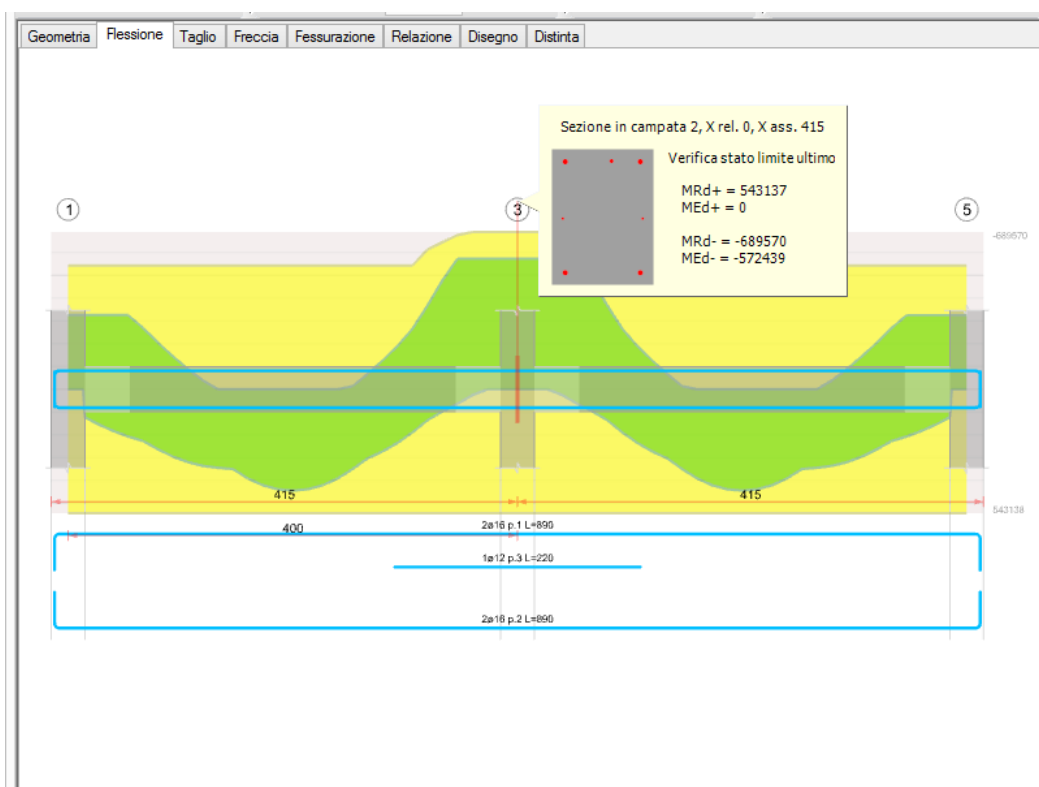 Geometria Flessione Taglio Freccia Fessurazione Relazione Disegno Distinta
Sezione in campata 2, X rel. 0, X ass. 415
Verifica stato limite ultimo
MRd+ = 543137
MEd+ = 0
MRd- = -689570
MEd- = -572439
1 3 5
-689570
415 415
543138
400 2ø16 p.1 L=890
1ø12 p.3 L=220
2ø16 p.2 L=890